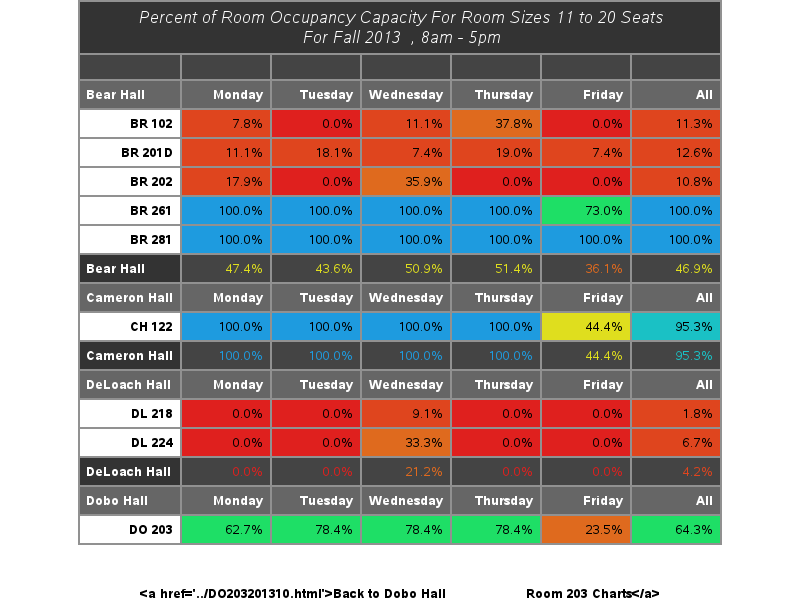 Percent of Room Occupancy Capacity For Room Sizes 11 to 20 Seats
For Fall 2013 , 8am - 5pm
Bear Hall Monday Tuesday Wednesday Thursday Friday All
BR 102 7.8% 0.0% 11.1% 37.8% 0.0% 11.3%
BR 201D 11.1% 18.1% 7.4% 19.0% 7.4% 12.6%
BR 202 17.9% 0.0% 35.9% 0.0% 0.0% 10.8%
BR 261 100.0% 100.0% 100.0% 100.0% 73.0% 100.0%
BR 281 100.0% 100.0% 100.0% 100.0% 100.0% 100.0%
Bear Hall 47.4% 43.6% 50.9% 51.4% 36.1% 46.9%
Cameron Hall Monday Tuesday Wednesday Thursday Friday All
CH 122 100.0% 100.0% 100.0% 100.0% 44.4% 95.3%
Cameron Hall 100.0% 100.0% 100.0% 100.0% 44.4% 95.3%
DeLoach Hall Monday Tuesday Wednesday Thursday Friday All
DL 218 0.0% 0.0% 9.1% 0.0% 0.0% 1.8%
DL 224 0.0% 0.0% 33.3% 0.0% 0.0% 6.7%
DeLoach Hall 0.0% 0.0% 21.2% 0.0% 0.0% 4.2%
Dobo Hall Monday Tuesday Wednesday Thursday Friday All
DO 203 62.7% 78.4% 78.4% 78.4% 23.5% 64.3%
<a href='../DO203201310.html'>Back to Dobo Hall Room 203 Charts</a>